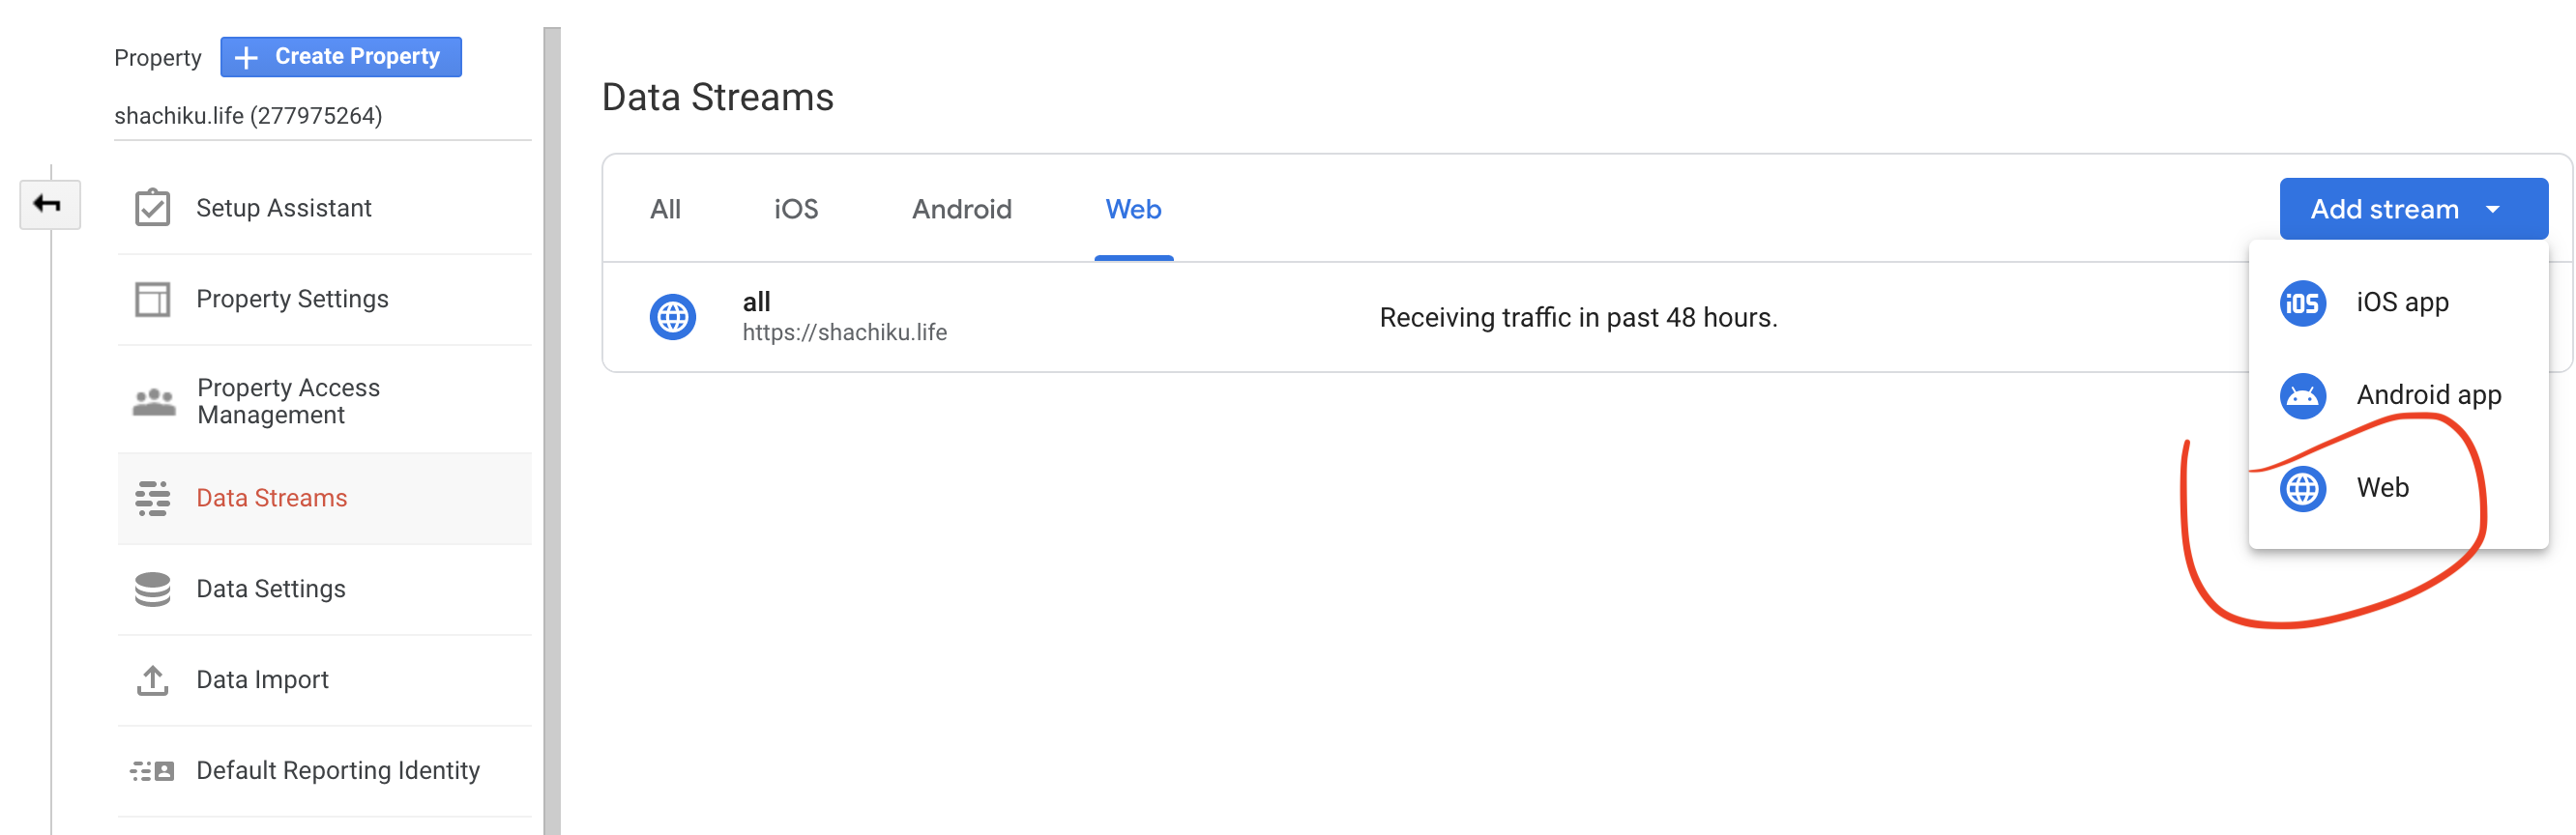 Property
Create Property
shachiku.life (277975264)
Setup Assistant
Property Settings
Property Access
Management
Data Streams
Data Settings
Data Import
Default Reporting Identity
Data Streams
All
iOS
Android
Web
Add stream
all
https://shachiku.life
Receiving traffic in past 48 hours.
iOS
iOS app
Android app
Web